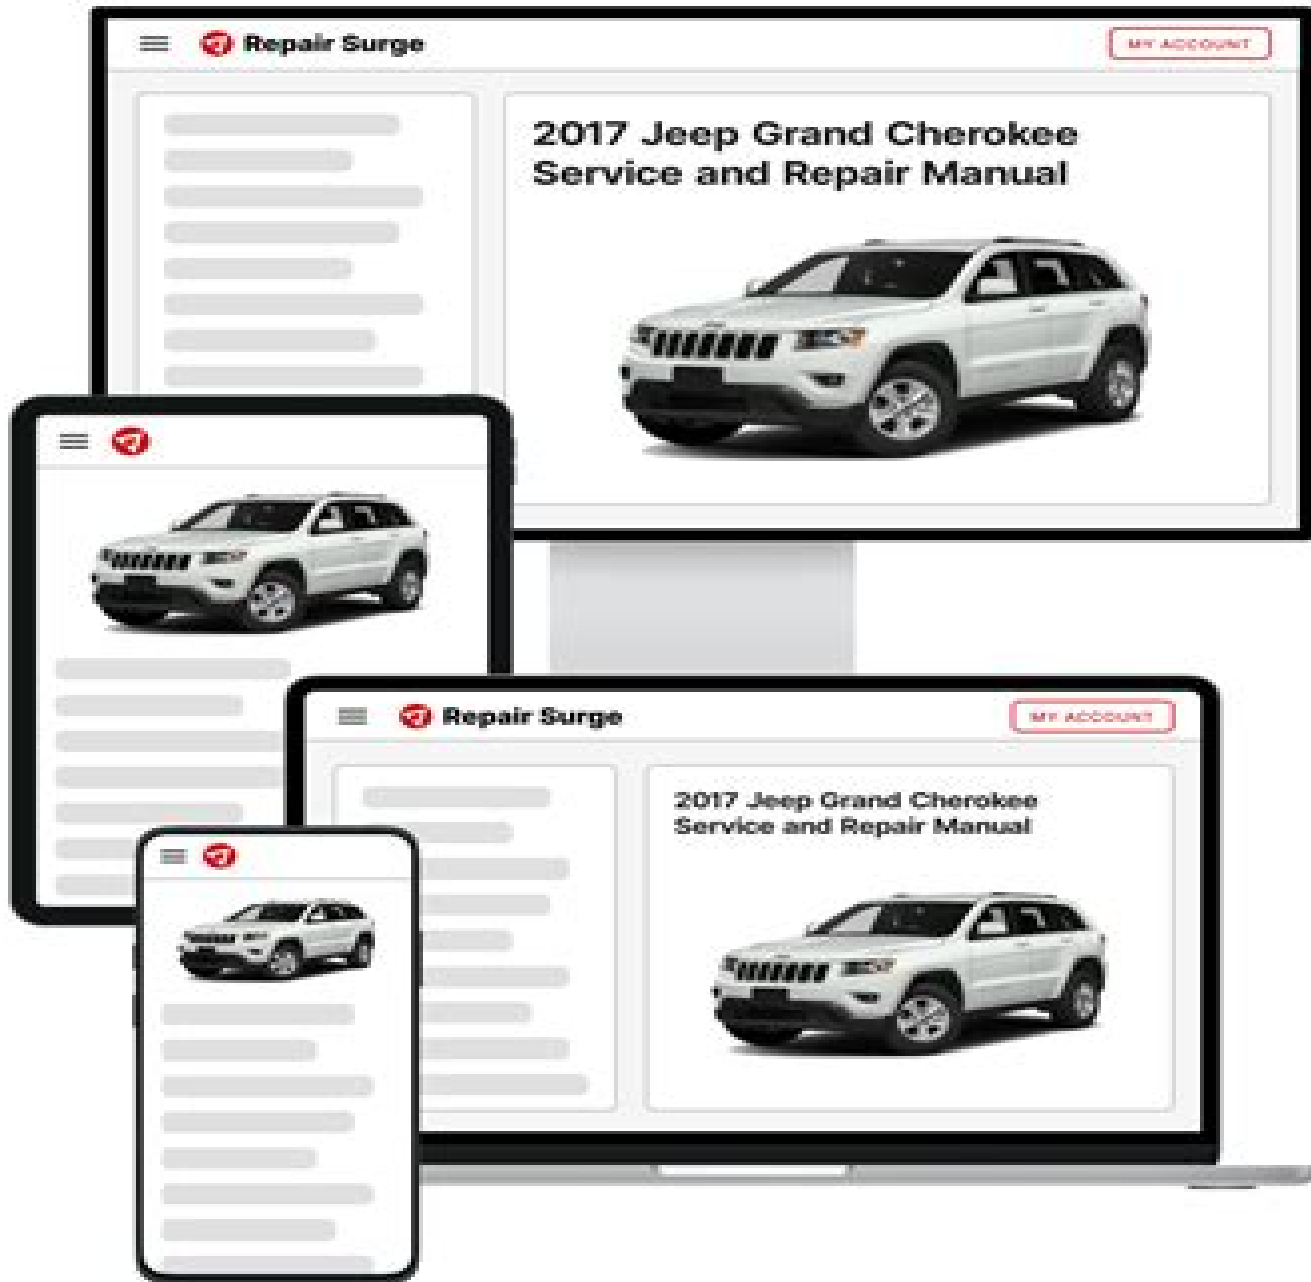 Repair Surge
MY ACCOUNT
2017 Jeep Grand Cherokee
Service and Repair Manual
Repair Surge
MY ACCOUNT
2017 Jeep Grand Cherokee
Service and Repair Manual